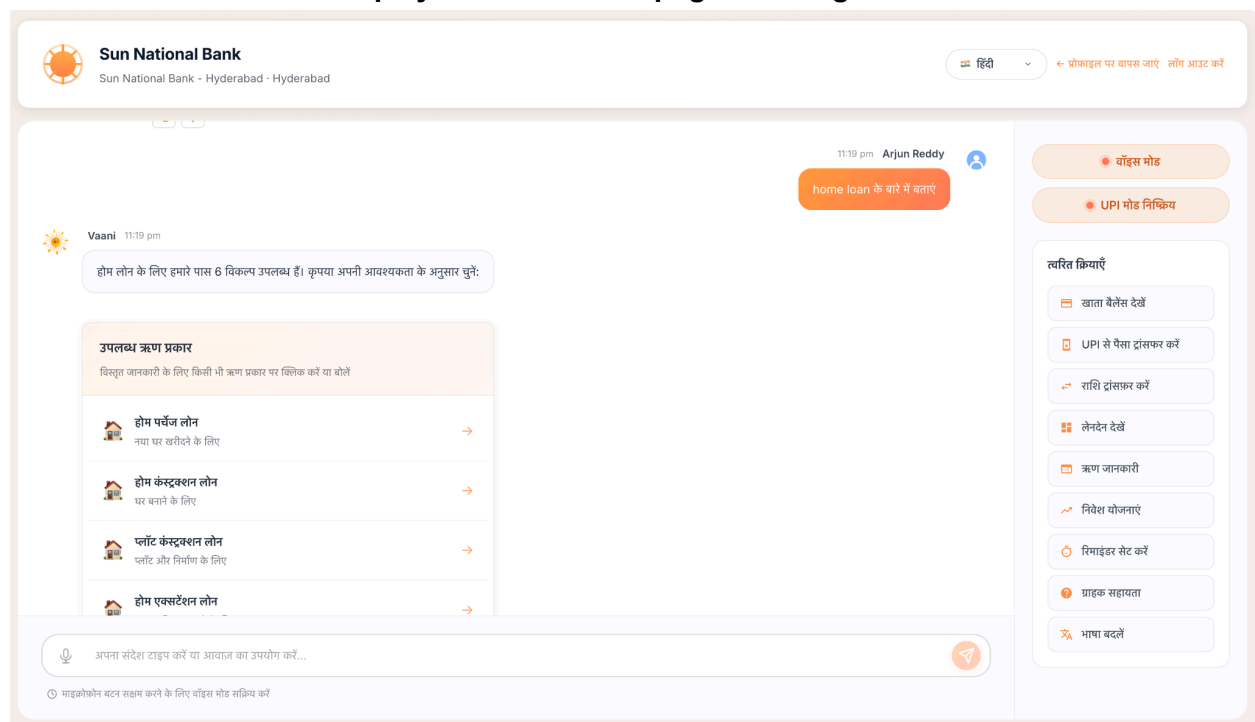 Sun National Bank
Sun National Bank - Hyderabad · Hyderabad
हिंदी
← प्रोफ़ाइल पर वापस जाएं
लॉग आउट करें
11:19 pm Arjun Reddy
home loan के बारे में बताएं
Vaani 11:19 pm
होम लोन के लिए हमारे पास 6 विकल्प उपलब्ध हैं। कृपया अपनी आवश्यकता के अनुसार चुनें:
उपलब्ध ऋण प्रकार
विस्तृत जानकारी के लिए किसी भी ऋण प्रकार पर क्लिक करें या बोलें
होम पर्चेज लोन
नया घर खरीदने के लिए
होम कंस्ट्रक्शन लोन
घर बनाने के लिए
प्लॉट कंस्ट्रक्शन लोन
प्लॉट और निर्माण के लिए
होम एक्सटेंशन लोन
अपना संदेश टाइप करें या आवाज़ का उपयोग करें...
माइक्रोफ़ोन बटन सक्षम करने के लिए वॉइस मोड सक्रिय करें
वॉइस मोड
UPI मोड निष्क्रिय
त्वरित क्रियाएँ
खाता बैलेंस देखें
UPI से पैसा ट्रांसफर करें
राशि ट्रांसफ़र करें
लेनदेन देखें
ऋण जानकारी
निवेश योजनाएं
रिमाइंडर सेट करें
ग्राहक सहायता
भाषा बदलें